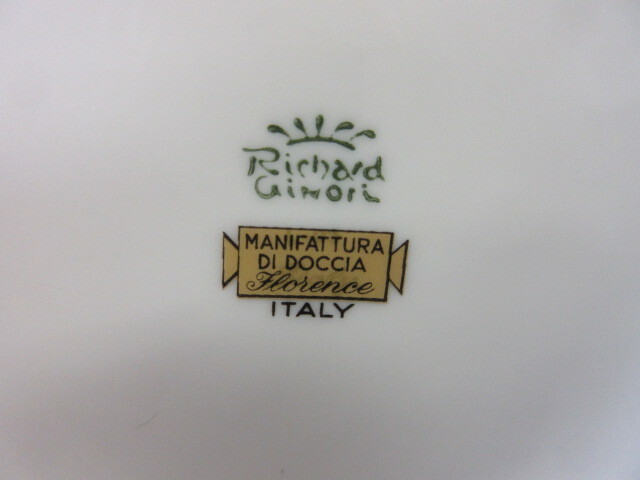 Richard
Ginori
MANIFATTURA
DI DOCCIA
Florence
ITALY